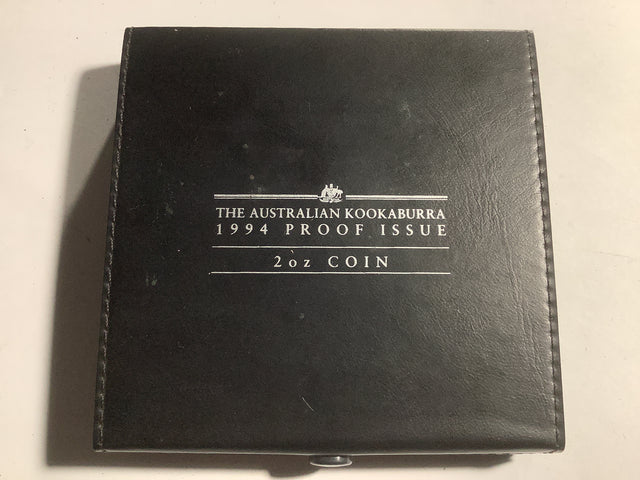 THE AUSTRALIAN KOOKABURRA
1994 PROOF ISSUE
2oz COIN